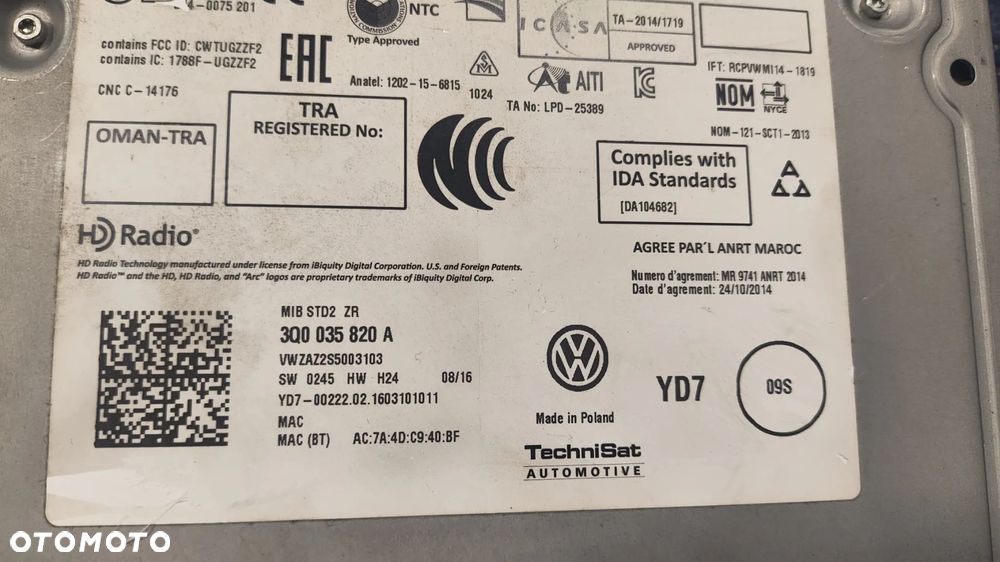 4-0075 201
NTC
Type Approved
ICASA
TA-2014/1719
APPROVED
contains FCC ID: CWTUGZZF2
contains IC: 1788F-UGZZF2
EAC
Anatel: 1202-15-6815
1024
AITI
IFT: RCPVWMI14-1819
CNC C-14176
TA No: LPD-25389
NOM
NYCE
NOM-121-SCT1-2013
OMAN-TRA
TRA
REGISTERED No:
Complies with
IDA Standards
[DA104682]
HD Radio®
HD Radio Technology manufactured under license from iBiquity Digital Corporation. U.S. and Foreign Patents.
HD Radio™ and the HD, HD Radio, and "Arc" logos are proprietary trademarks of iBiquity Digital Corp.
AGREE PAR´L ANRT MAROC
Numero d'agrement: MR 9741 ANRT 2014
Date d'agrement: 24/10/2014
MIB STD2 ZR
3Q0 035 820 A
VWZAZ2S5003103
SW 0245 HW H24 08/16
YD7-00222.02.1603101011
MAC
MAC (BT) AC:7A:4D:C9:40:BF
Made in Poland
TechniSat
AUTOMOTIVE
YD7
09S
OTOMOTO